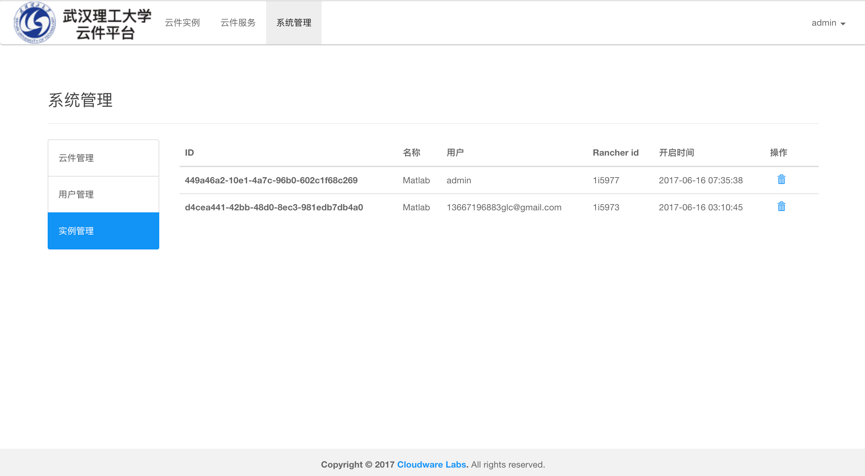 武汉理工大学
云件平台
云件实例 云件服务 系统管理 admin
系统管理
云件管理
用户管理
实例管理
ID 名称 用户 Rancher id 开启时间 操作
449a46a2-10e1-4a7c-96b0-602c1f68c269 Matlab admin 1i5977 2017-06-16 07:35:38
d4cea441-42bb-48d0-8ec3-981edb7db4a0 Matlab 13667196883glc@gmail.com 1i5973 2017-06-16 03:10:45
Copyright © 2017 Cloudware Labs. All rights reserved.